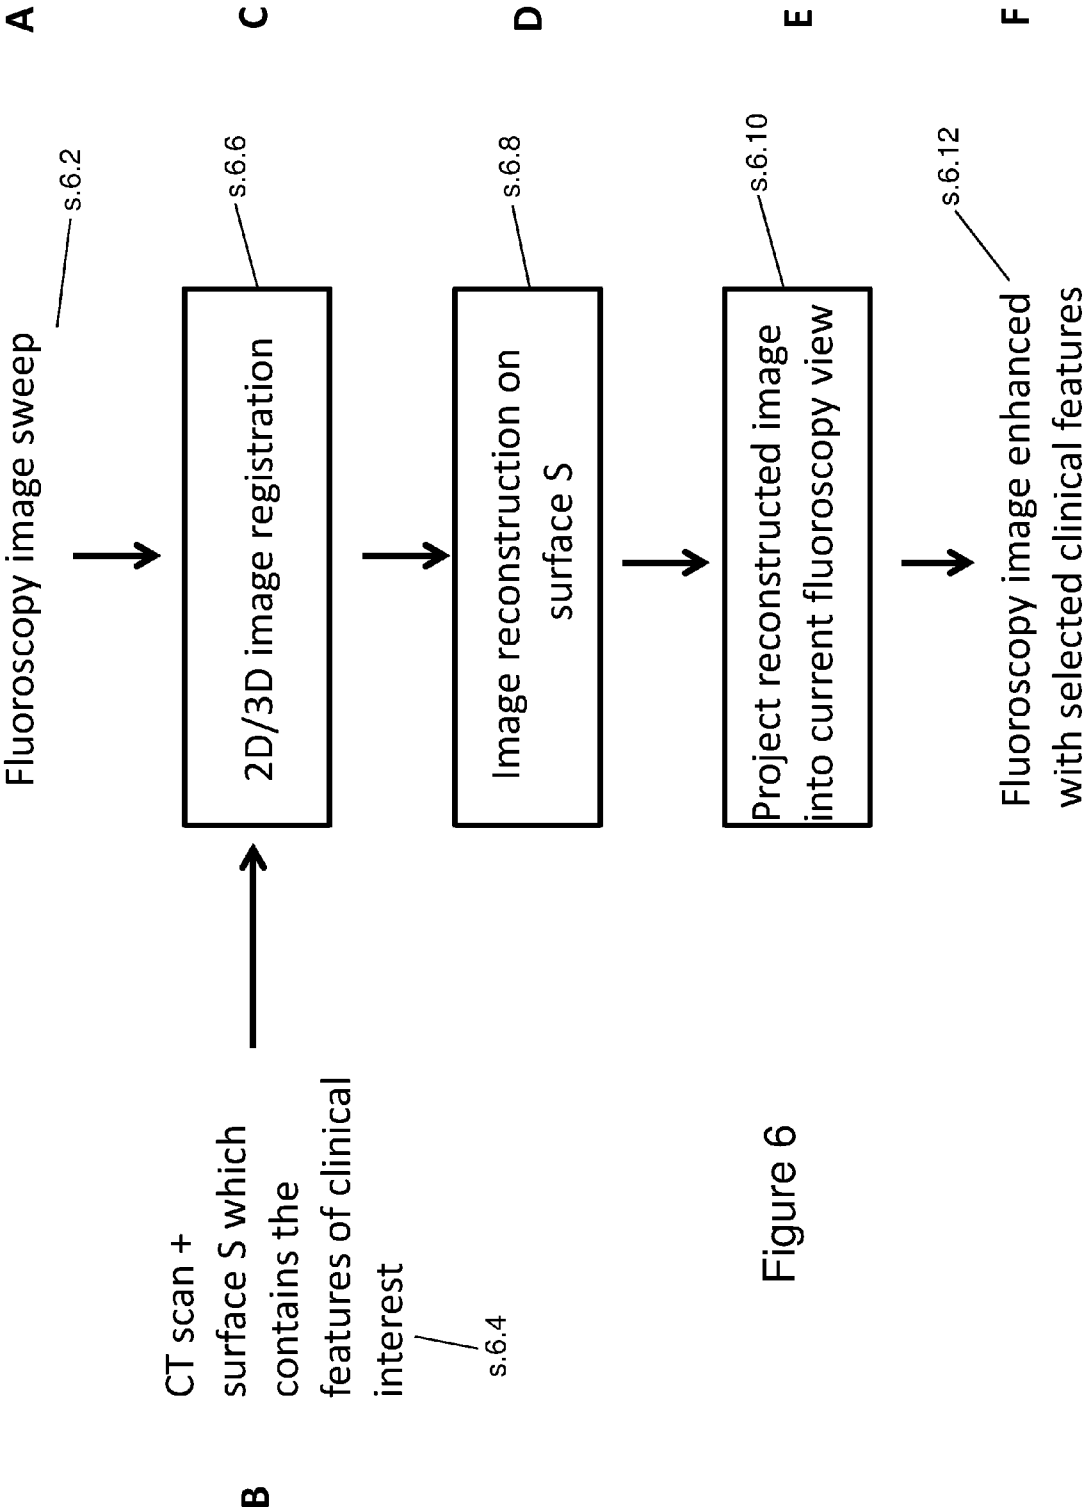 A
Fluoroscopy image sweep
s.6.2
B
CT scan +
surface S which
contains the
features of clinical
interest
s.6.4
C
2D/3D image registration
s.6.6
D
Image reconstruction on
surface S
s.6.8
E
Project reconstructed image
into current fluoroscopy view
s.6.10
F
Fluoroscopy image enhanced
with selected clinical features
s.6.12
Figure 6